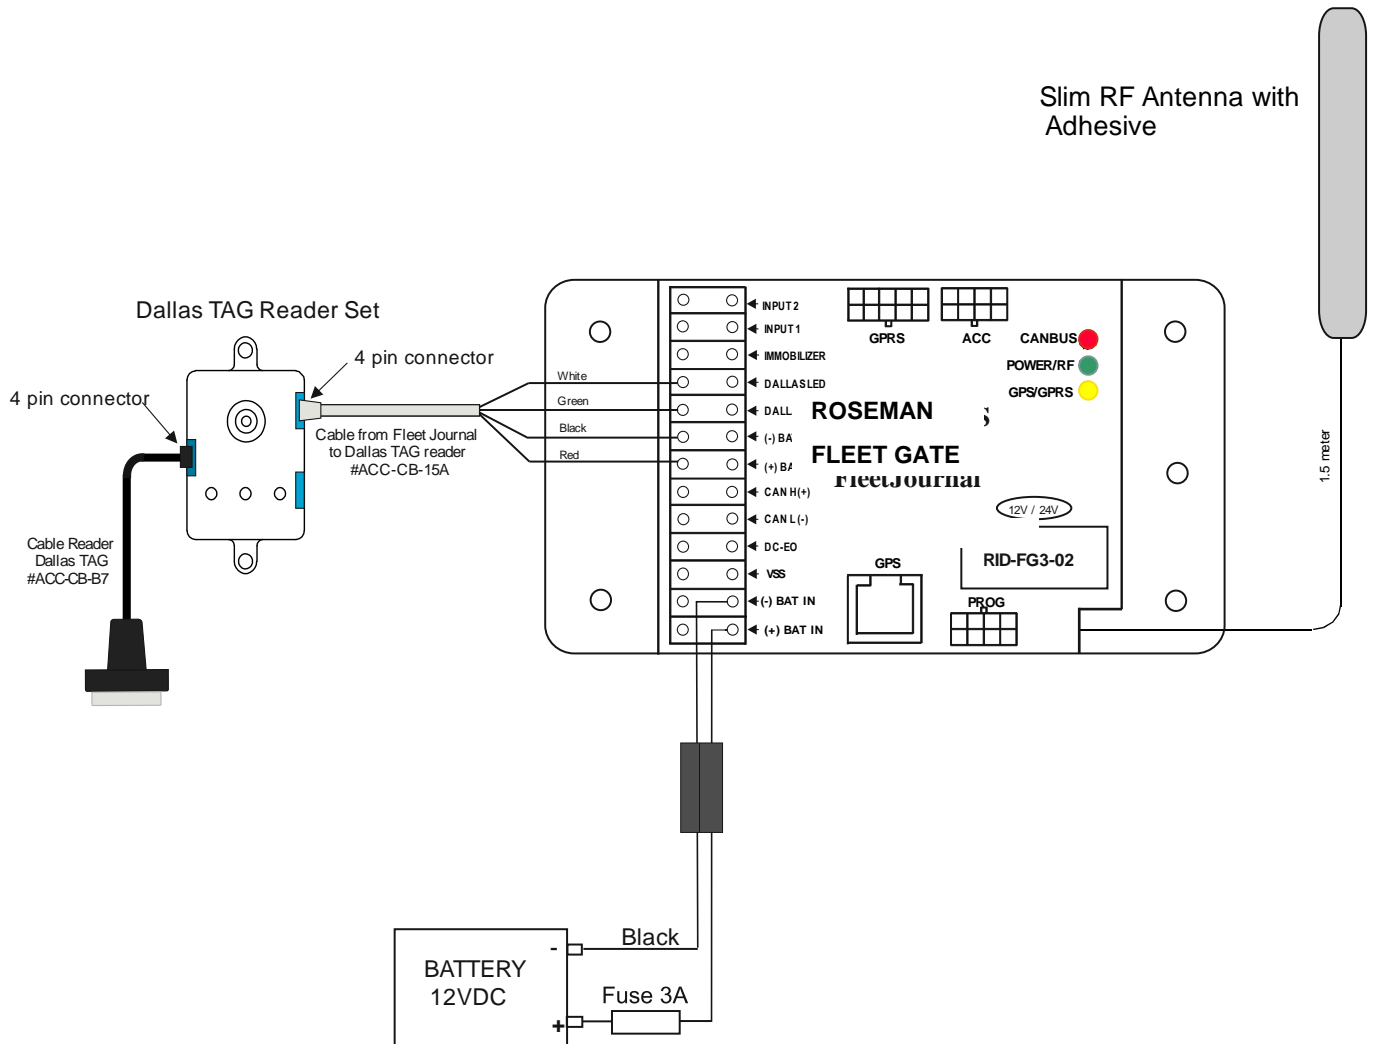 Slim RF Antenna with
Adhesive
1.5 meter
Dallas TAG Reader Set
4 pin connector
4 pin connector
Cable from Fleet Journal
to Dallas TAG reader
#ACC-CB-15A
Cable Reader
Dallas TAG
#ACC-CB-B7
White
Green
Black
Red
INPUT 2
INPUT 1
IMMOBILIZER
DALLAS LED
DALL
(-) BA
(+) BA
CAN H (+)
CAN L (-)
DC-EO
VSS
(-) BAT IN
(+) BAT IN
GPRS
ACC
CANBUS
POWER/RF
GPS/GPRS
ROSEMAN
FLEET GATE
FleetJournal
12V / 24V
RID-FG3-02
GPS
PROG
Black
Fuse 3A
-
BATTERY
12VDC
+